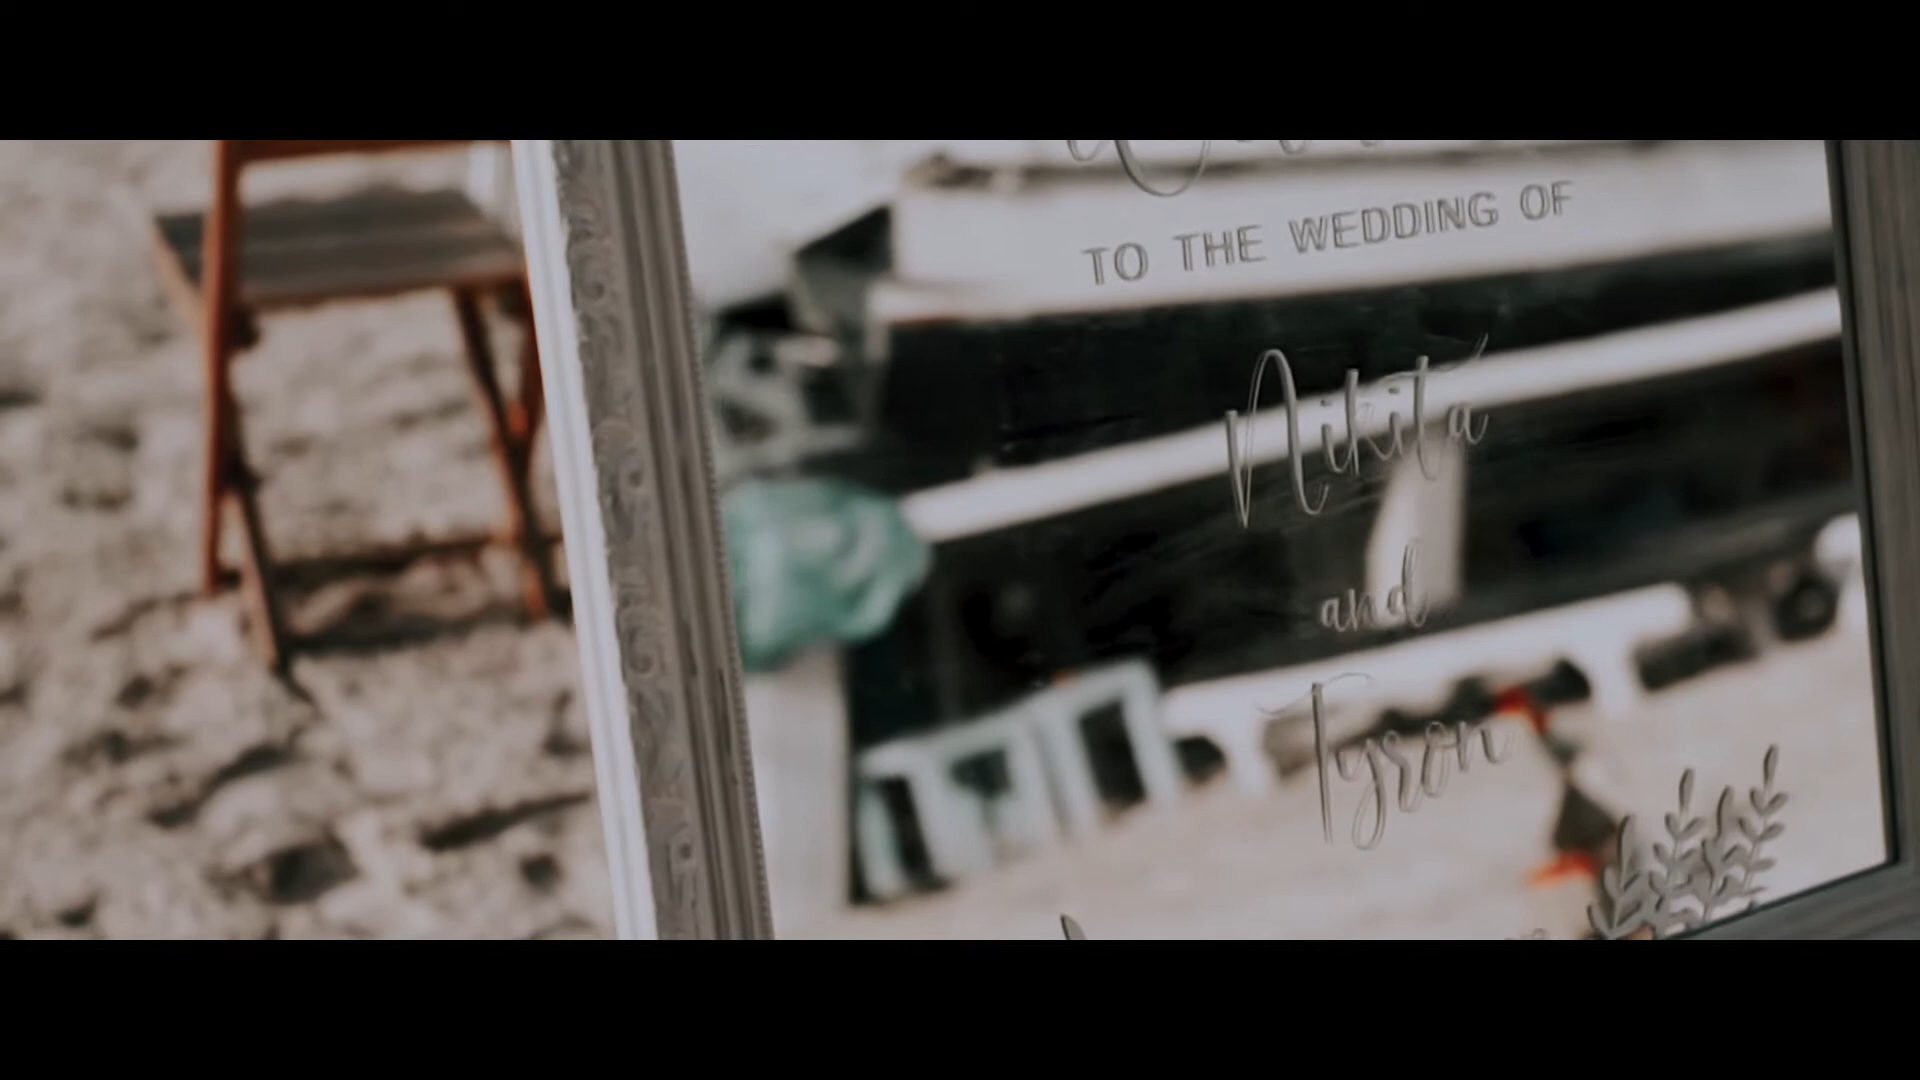 TO THE WEDDING OF
Nikita
and
Tyson